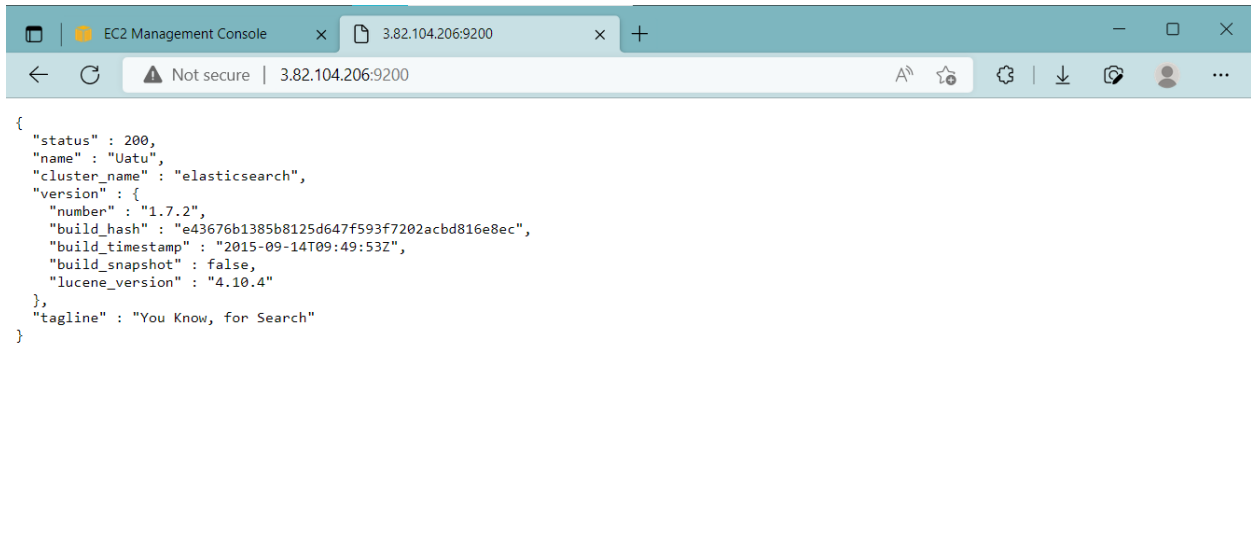 EC2 Management Console
3.82.104.206:9200
Not secure | 3.82.104.206:9200
{
  "status" : 200,
  "name" : "Uatu",
  "cluster_name" : "elasticsearch",
  "version" : {
    "number" : "1.7.2",
    "build_hash" : "e43676b1385b8125d647f593f7202acbd816e8ec",
    "build_timestamp" : "2015-09-14T09:49:53Z",
    "build_snapshot" : false,
    "lucene_version" : "4.10.4"
  },
  "tagline" : "You Know, for Search"
}